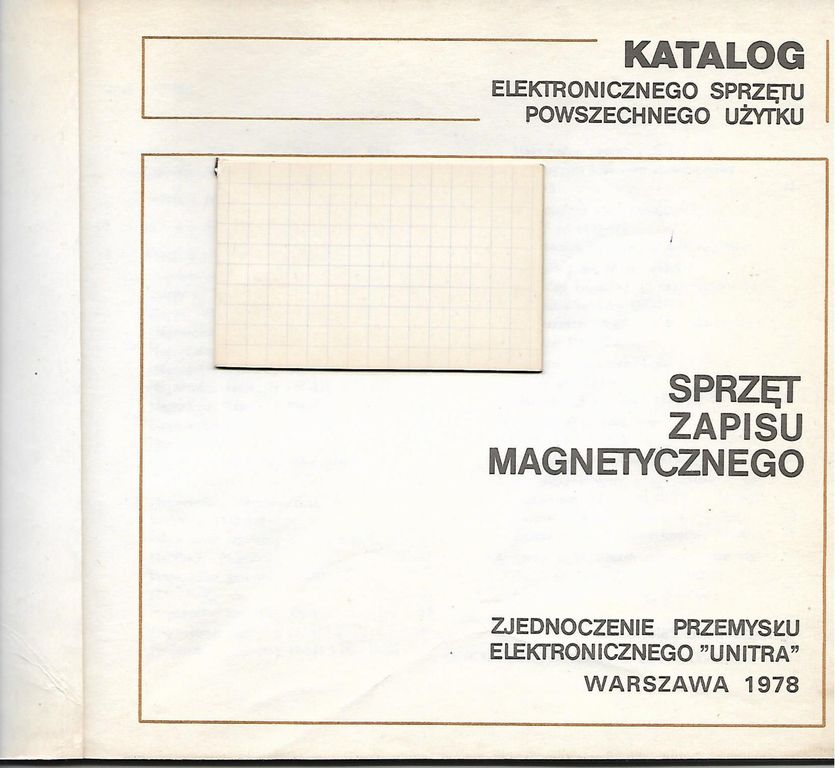 KATALOG
ELEKTRONICZNEGO SPRZĘTU
POWSZECHNEGO UŻYTKU
SPRZĘT
ZAPISU
MAGNETYCZNEGO
ZJEDNOCZENIE PRZEMYSŁU
ELEKTRONICZNEGO ”UNITRA”
WARSZAWA 1978